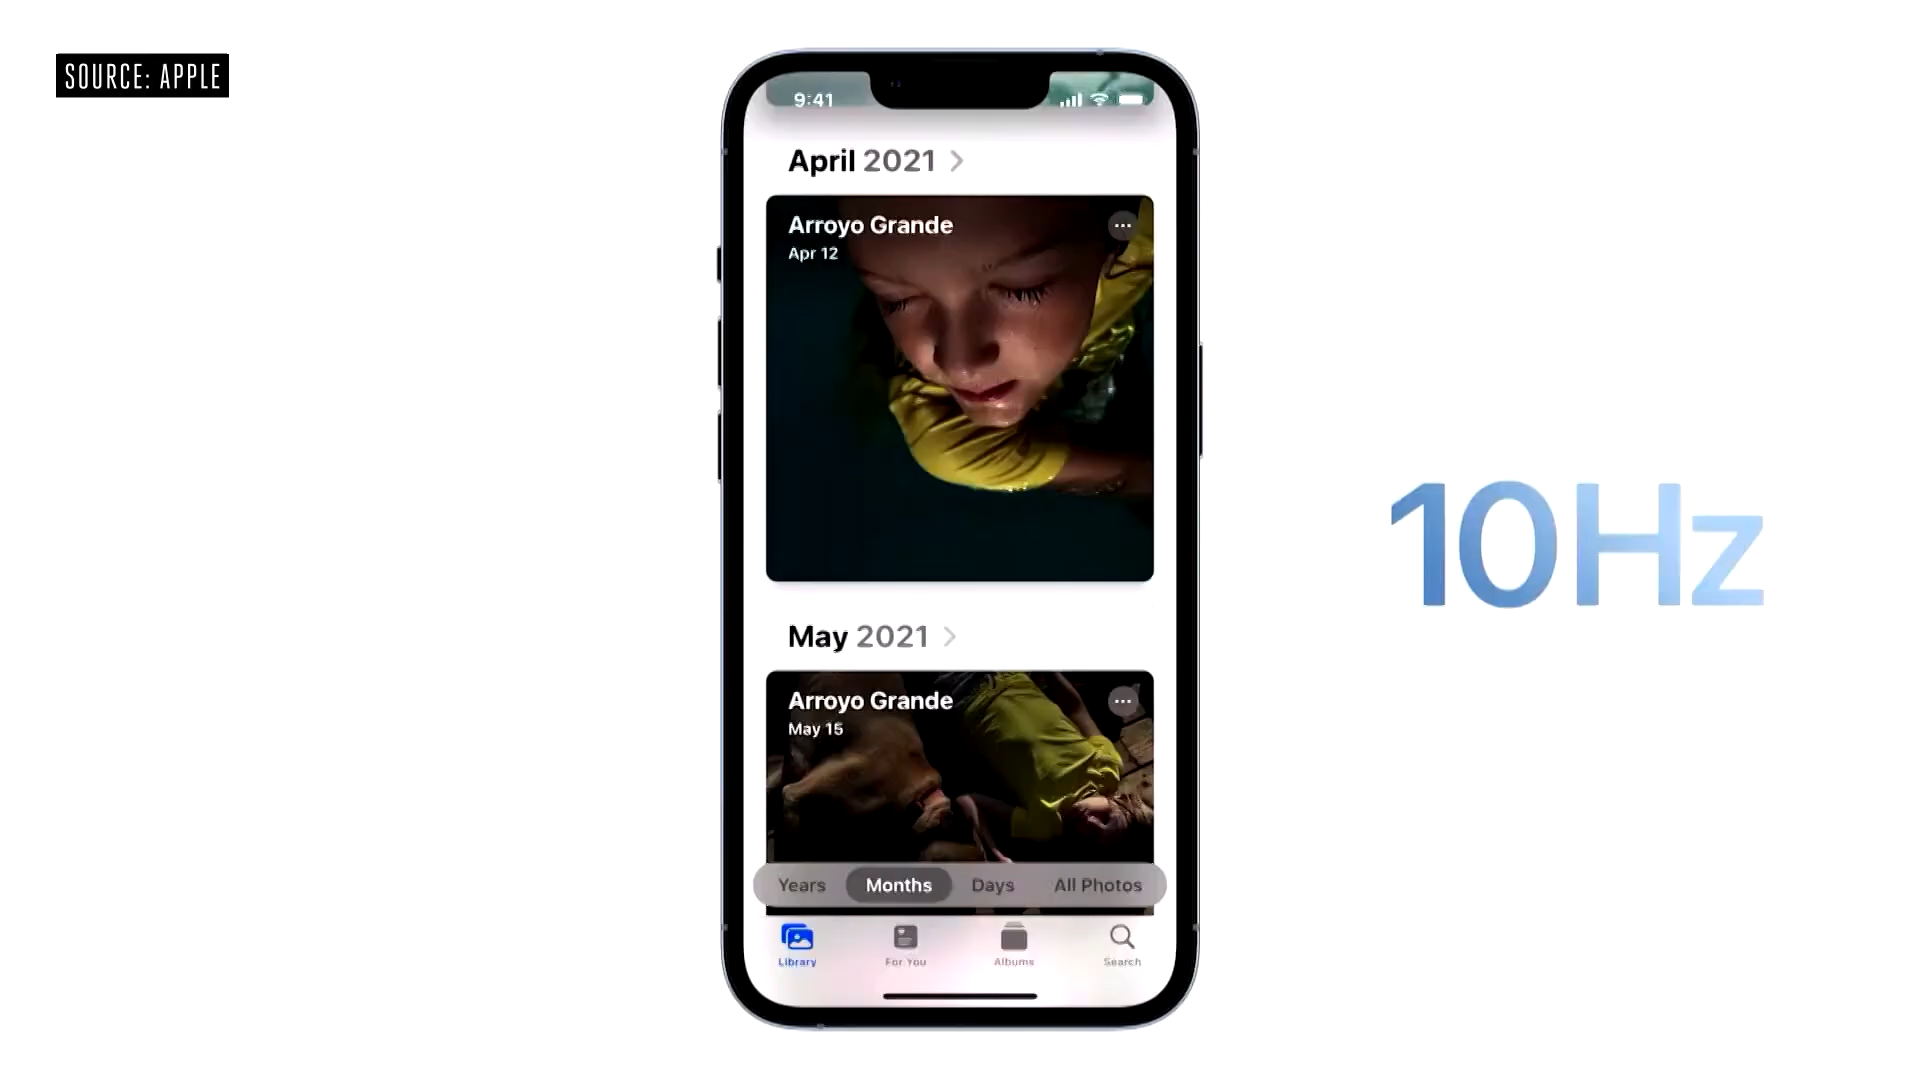 SOURCE: APPLE
9:41
April 2021
Arroyo Grande
Apr 12
10Hz
May 2021
Arroyo Grande
May 15
Years Months Days All Photos
Library For You Albums Search